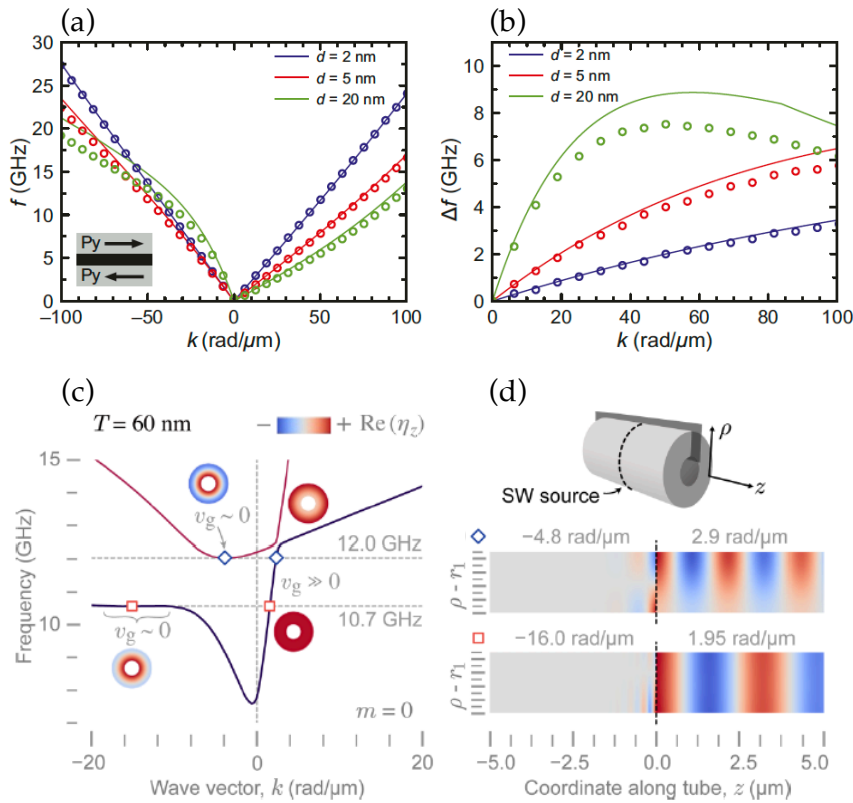 (a)
30
25
20
15
10
5
0
f (GHz)
−100
−50
0
50
100
k (rad/µm)
d = 2 nm
d = 5 nm
d = 20 nm
Py
Py
(b)
10
8
6
4
2
0
Δf (GHz)
0
20
40
60
80
100
k (rad/µm)
d = 2 nm
d = 5 nm
d = 20 nm
(c)
T = 60 nm
− + Re (η_z)
15
10
Frequency (GHz)
v_g ~ 0
12.0 GHz
v_g ≫ 0
10.7 GHz
v_g ~ 0
m = 0
−20
0
20
Wave vector, k (rad/µm)
(d)
ρ
z
SW source
−4.8 rad/µm 2.9 rad/µm
ρ - r₁
−16.0 rad/µm 1.95 rad/µm
ρ - r₁
−5.0
−2.5
0.0
2.5
5.0
Coordinate along tube, z (µm)